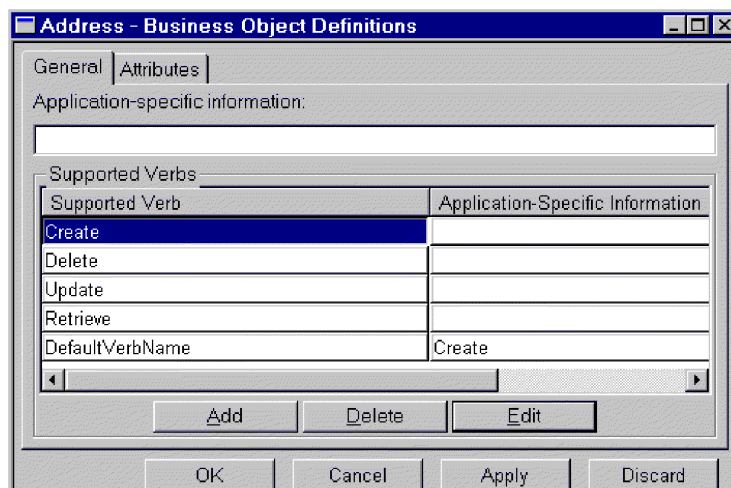 Address - Business Object Definitions
General Attributes
Application-specific information:
Supported Verbs
Supported Verb Application-Specific Information
Create
Delete
Update
Retrieve
DefaultVerbName Create
Add Delete Edit
OK Cancel Apply Discard